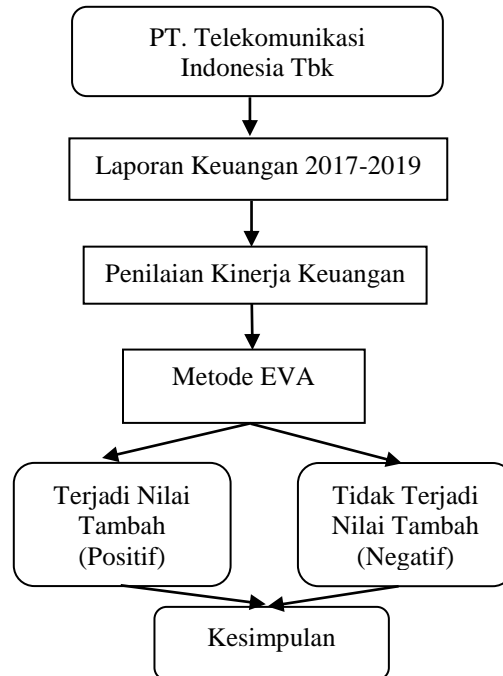 PT. Telekomunikasi
Indonesia Tbk
Laporan Keuangan 2017-2019
Penilaian Kinerja Keuangan
Metode EVA
Terjadi Nilai
Tambah
(Positif)
Tidak Terjadi
Nilai Tambah
(Negatif)
Kesimpulan